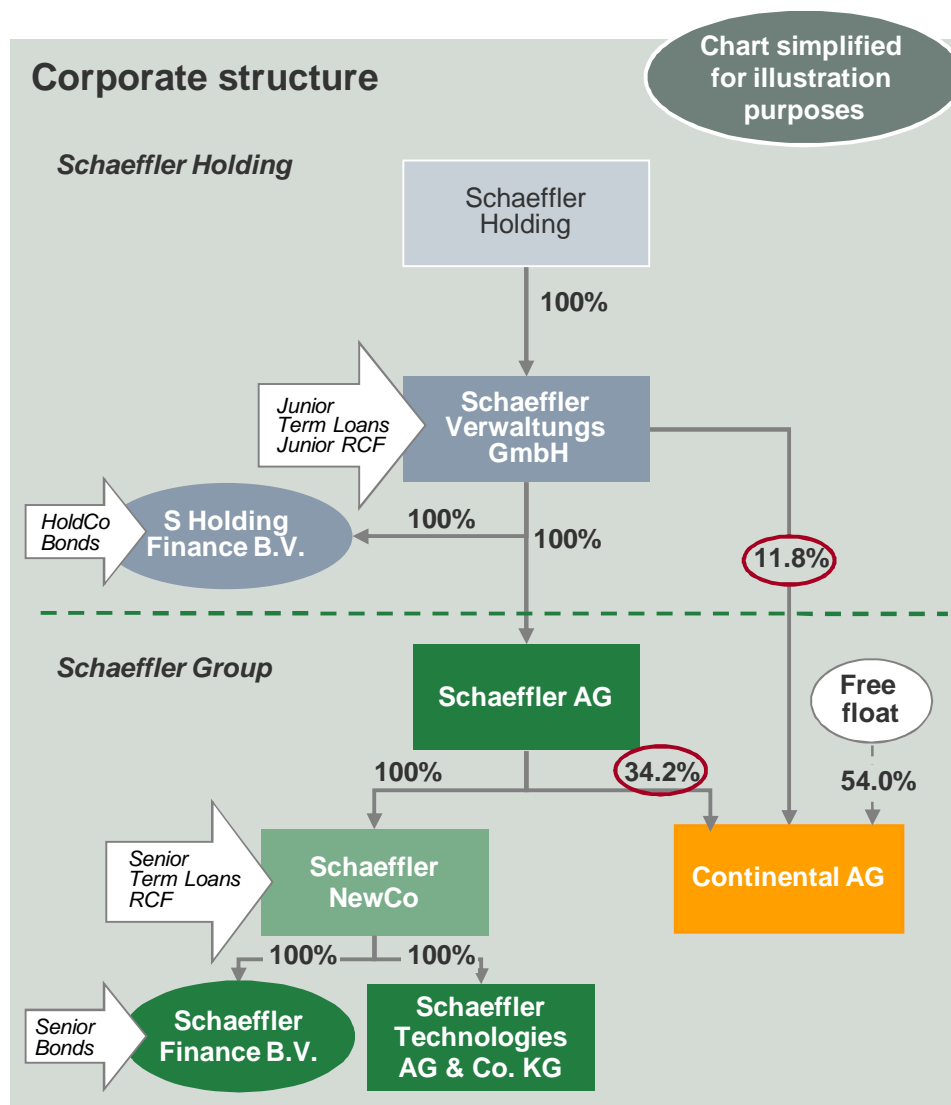 Chart simplified
for illustration
purposes
Corporate structure
Schaeffler Holding
Schaeffler
Holding
100%
Junior
Term Loans
Junior RCF
Schaeffler
Verwaltungs
GmbH
HoldCo
Bonds
S Holding
Finance B.V.
100%
100%
11.8%
Schaeffler Group
Schaeffler AG
Free
float
100%
34.2%
54.0%
Senior
Term Loans
RCF
Schaeffler
NewCo
Continental AG
100%
100%
Senior
Bonds
Schaeffler
Finance B.V.
Schaeffler
Technologies
AG & Co. KG